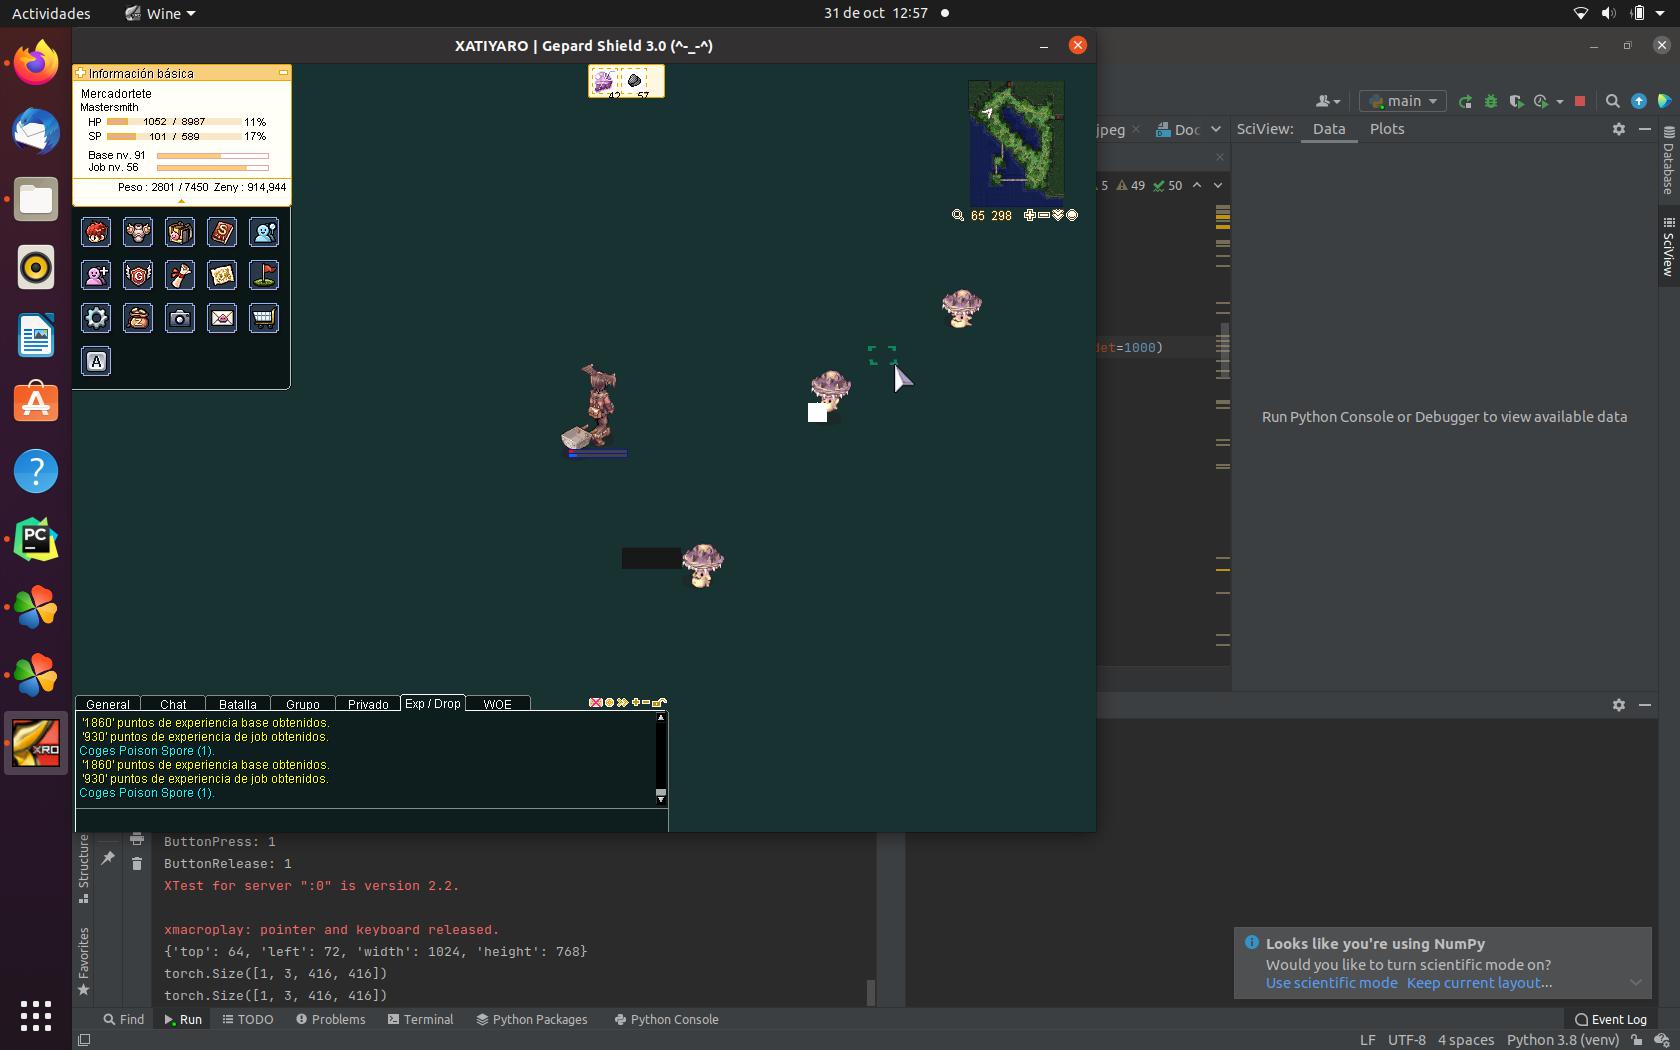 Actividades
Wine
31 de oct 12:57
XATIYARO | Gepard Shield 3.0 (^-_-^)
Información básica
Mercadortete
Mastersmith
HP 1052 / 8987 11%
SP 101 / 589 17%
Base nv. 91
Job nv. 56
Peso : 2801 / 7450 Zeny : 914,944
42 57
65 298
General Chat Batalla Grupo Privado Exp / Drop WOE
'1860' puntos de experiencia base obtenidos.
'930' puntos de experiencia de job obtenidos.
Coges Poison Spore (1).
'1860' puntos de experiencia base obtenidos.
'930' puntos de experiencia de job obtenidos.
Coges Poison Spore (1).
main
jpeg Doc SciView: Data Plots
5 49 50
det=1000)
Run Python Console or Debugger to view available data
Database
SciView
PC
XRO
Structure
Favorites
ButtonPress: 1
ButtonRelease: 1
XTest for server ":0" is version 2.2.
xmacroplay: pointer and keyboard released.
{'top': 64, 'left': 72, 'width': 1024, 'height': 768}
torch.Size([1, 3, 416, 416])
torch.Size([1, 3, 416, 416])
Looks like you're using NumPy
Would you like to turn scientific mode on?
Use scientific mode Keep current layout...
Find Run TODO Problems Terminal Python Packages Python Console Event Log
LF UTF-8 4 spaces Python 3.8 (venv)